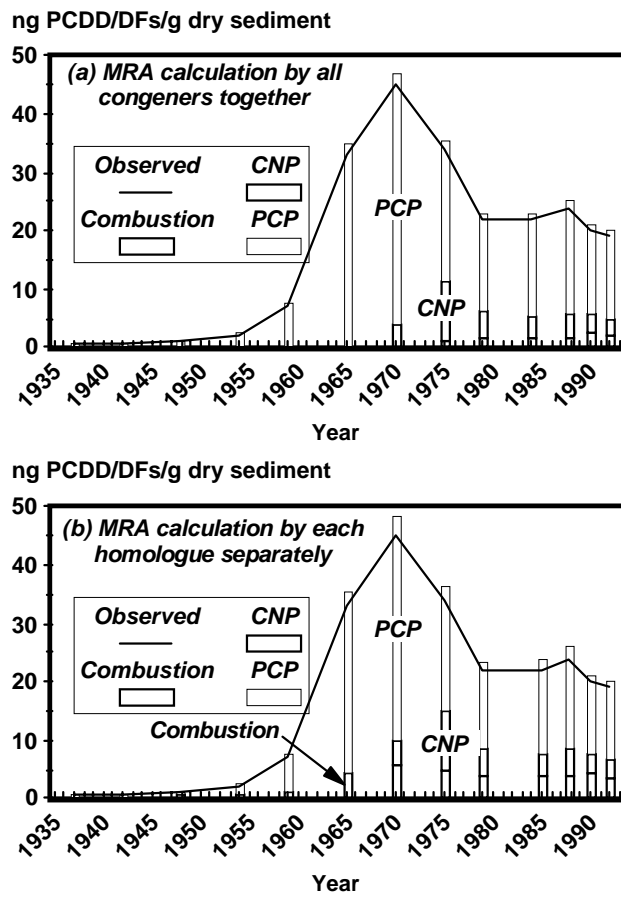 ng PCDD/DFs/g dry sediment
50
(a) MRA calculation by all
congeners together
40
Observed CNP
30
Combustion PCP
PCP
20
10
CNP
0
1935 1940 1945 1950 1955 1960 1965 1970 1975 1980 1985 1990
Year
ng PCDD/DFs/g dry sediment
50
(b) MRA calculation by each
homologue separately
40
Observed CNP
30
PCP
Combustion PCP
20
Combustion
10
CNP
0
1935 1940 1945 1950 1955 1960 1965 1970 1975 1980 1985 1990
Year